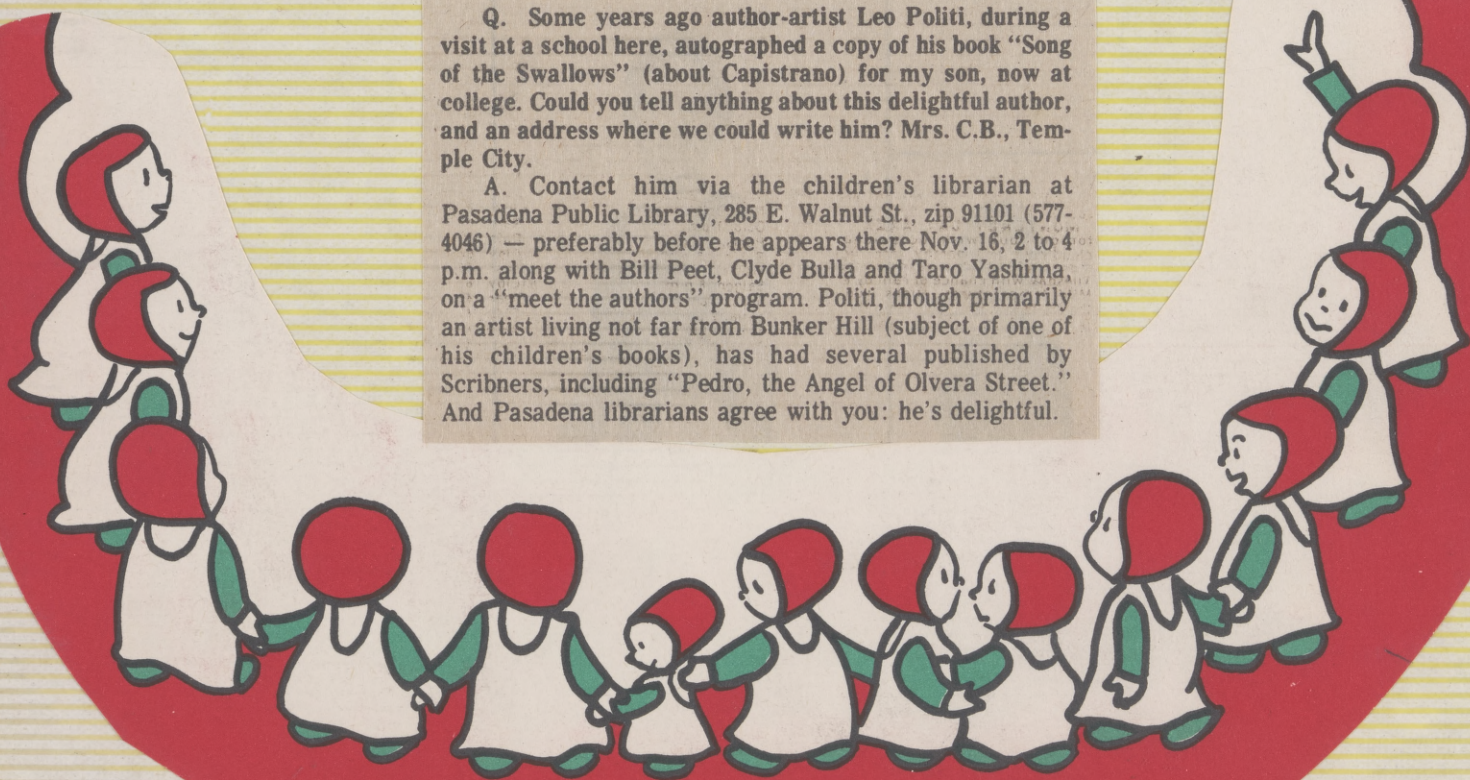 Q. Some years ago author-artist Leo Politi, during a
visit at a school here, autographed a copy of his book “Song
of the Swallows” (about Capistrano) for my son, now at
college. Could you tell anything about this delightful author,
and an address where we could write him? Mrs. C.B., Tem-
ple City.
A. Contact him via the children’s librarian at
Pasadena Public Library, 285 E. Walnut St., zip 91101 (577-
4046) — preferably before he appears there Nov. 16, 2 to 4
p.m. along with Bill Peet, Clyde Bulla and Taro Yashima,
on a “meet the authors” program. Politi, though primarily
an artist living not far from Bunker Hill (subject of one of
his children’s books), has had several published by
Scribners, including “Pedro, the Angel of Olvera Street.”
And Pasadena librarians agree with you: he’s delightful.